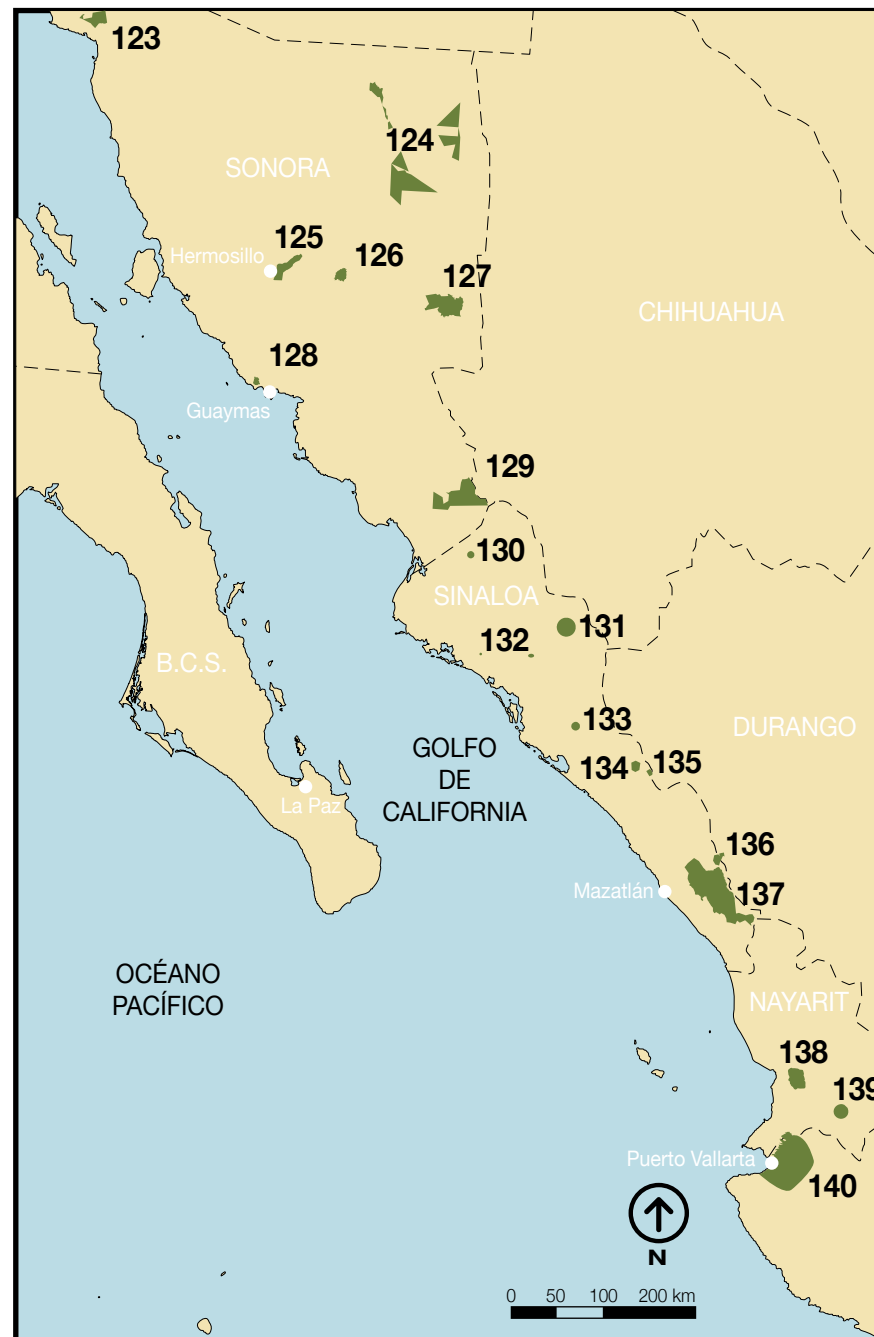 123
124
SONORA
125
Hermosillo
126
127
CHIHUAHUA
128
Guaymas
129
130
SINALOA
131
132
B.C.S.
133
DURANGO
GOLFO
DE
CALIFORNIA
134
135
La Paz
136
Mazatlán
137
OCÉANO
PACÍFICO
NAYARIT
138
139
Puerto Vallarta
140
N
0 50 100 200 km